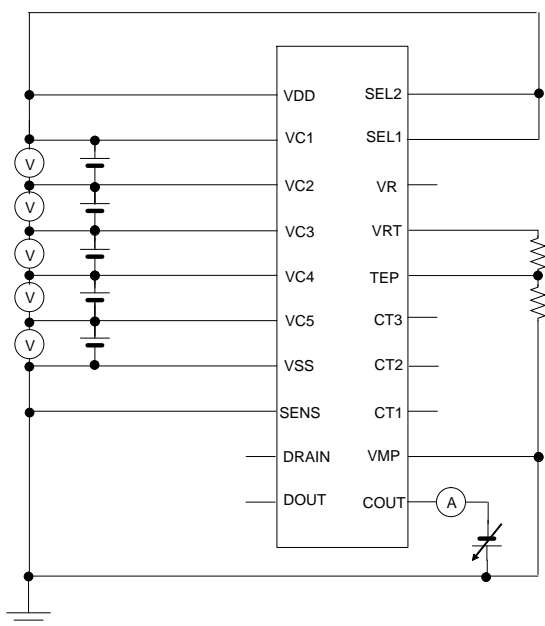 VDD SEL2
VC1 SEL1
V
VC2 VR
V
VC3 VRT
V
VC4 TEP
V
VC5 CT3
V
VSS CT2
SENS CT1
DRAIN VMP
DOUT COUT A